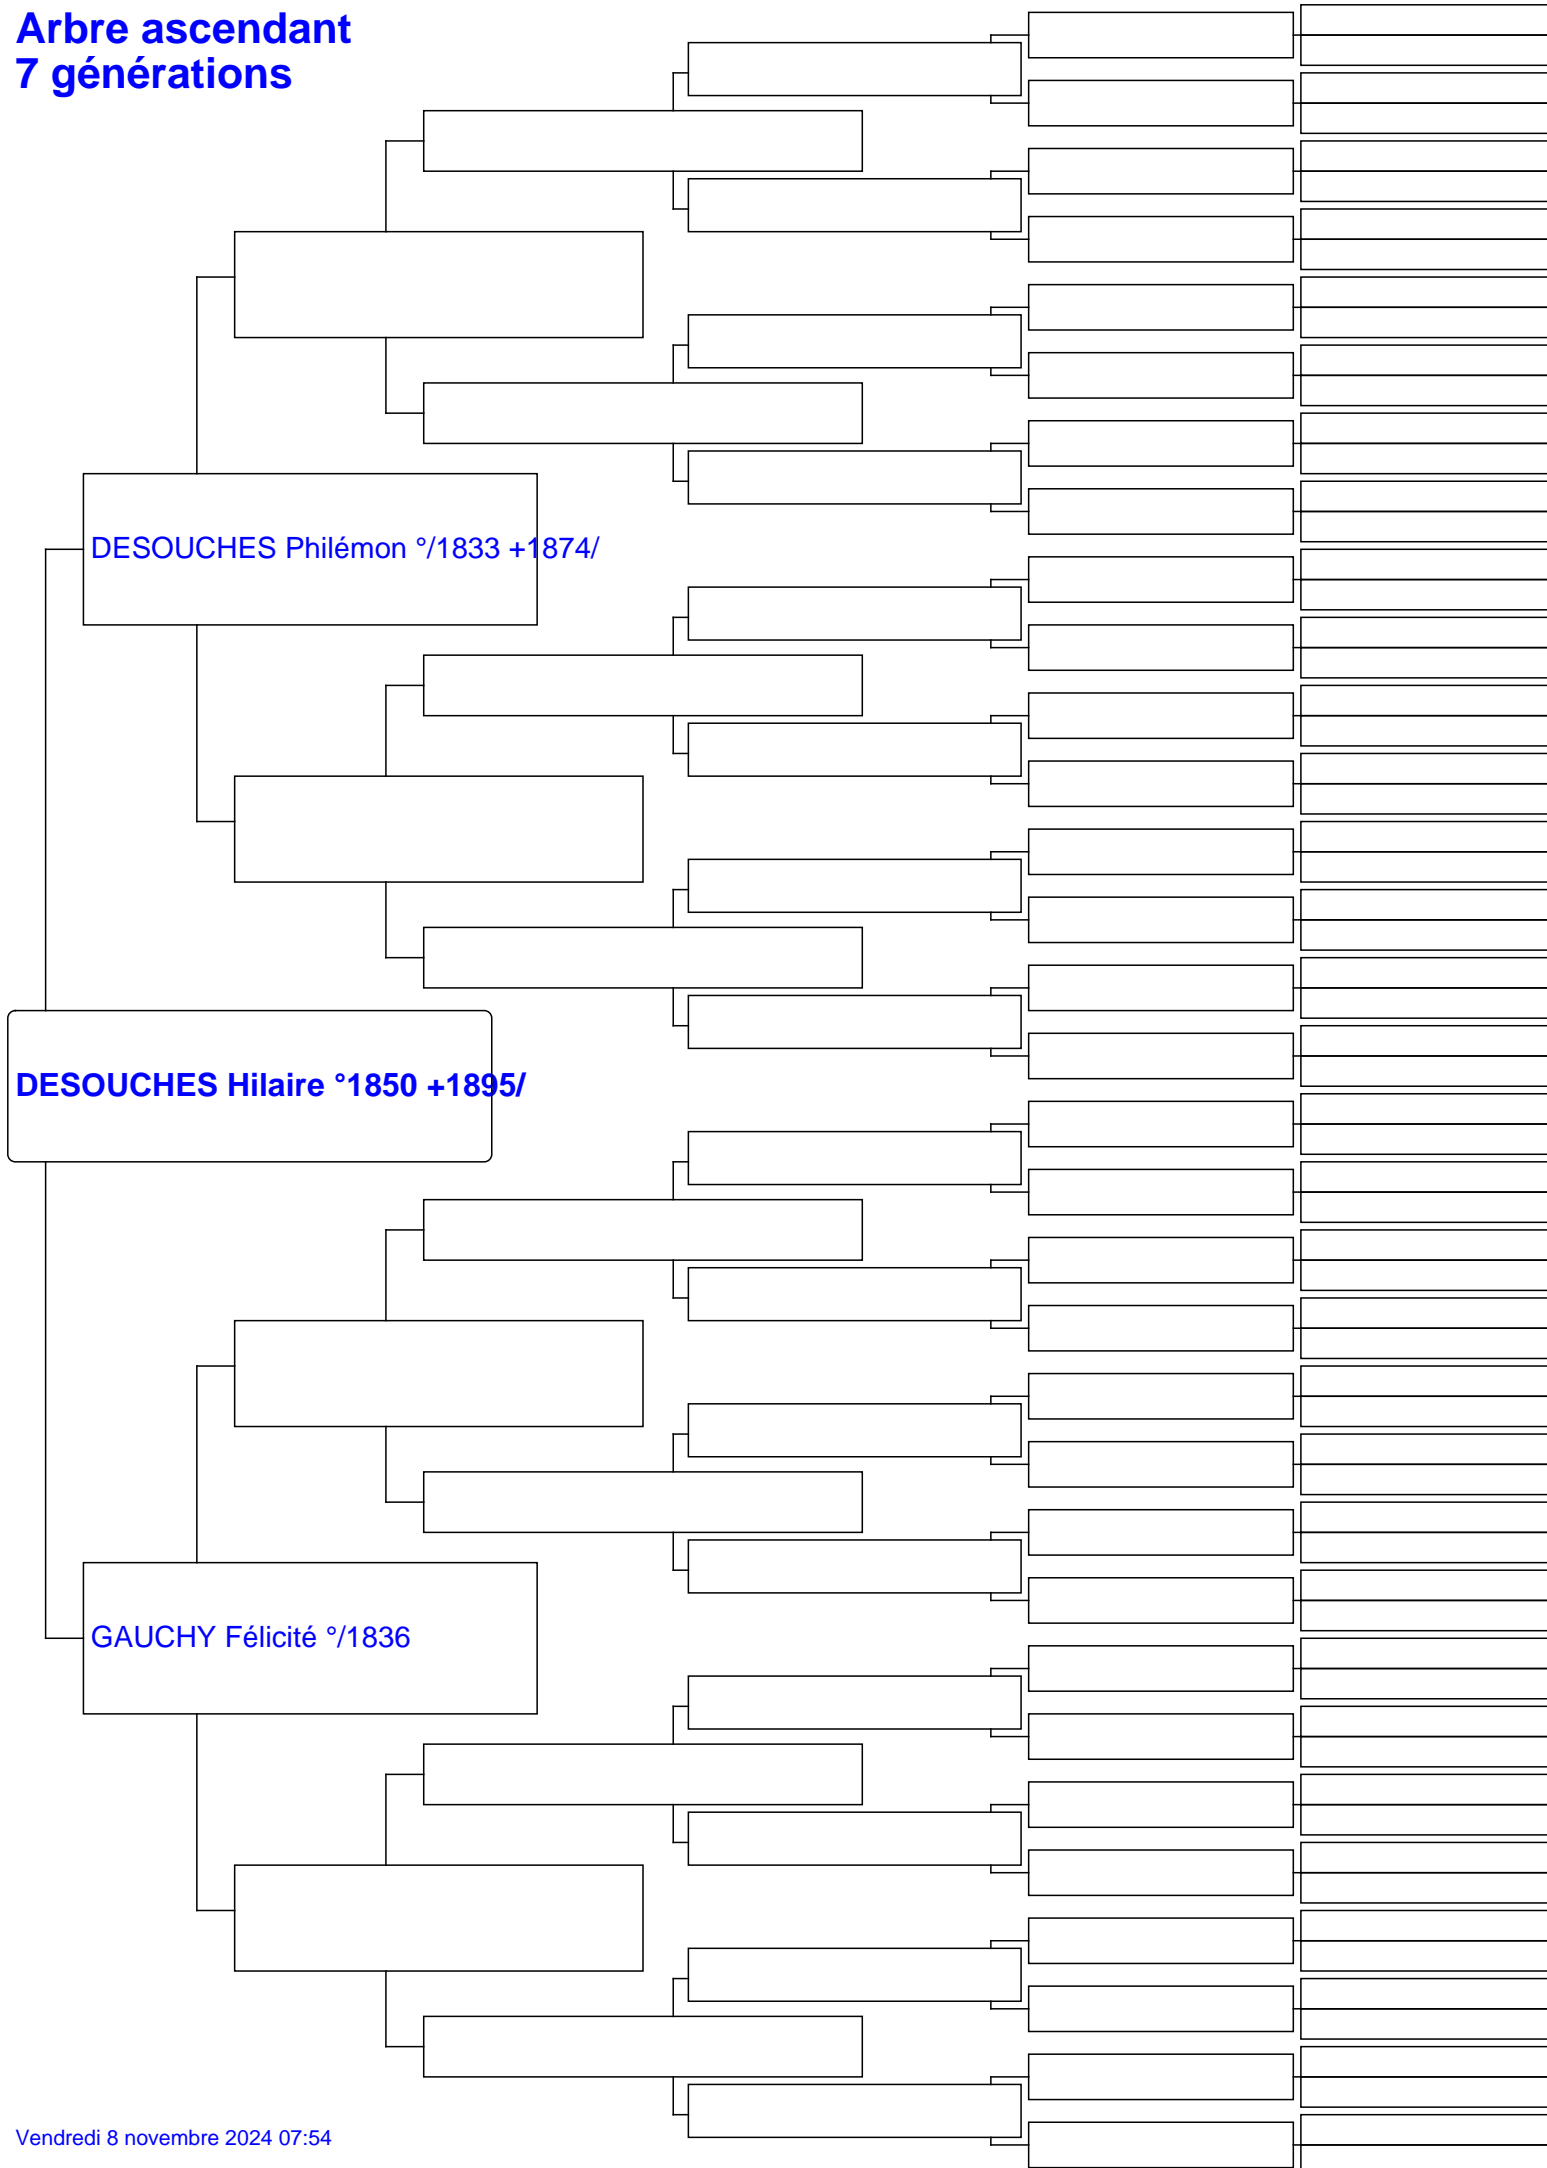 Arbre ascendant
7 générations
DESOUCHES Philémon °/1833 +1874/
DESOUCHES Hilaire °1850 +1895/
GAUCHY Félicité °/1836
Vendredi 8 novembre 2024 07:54